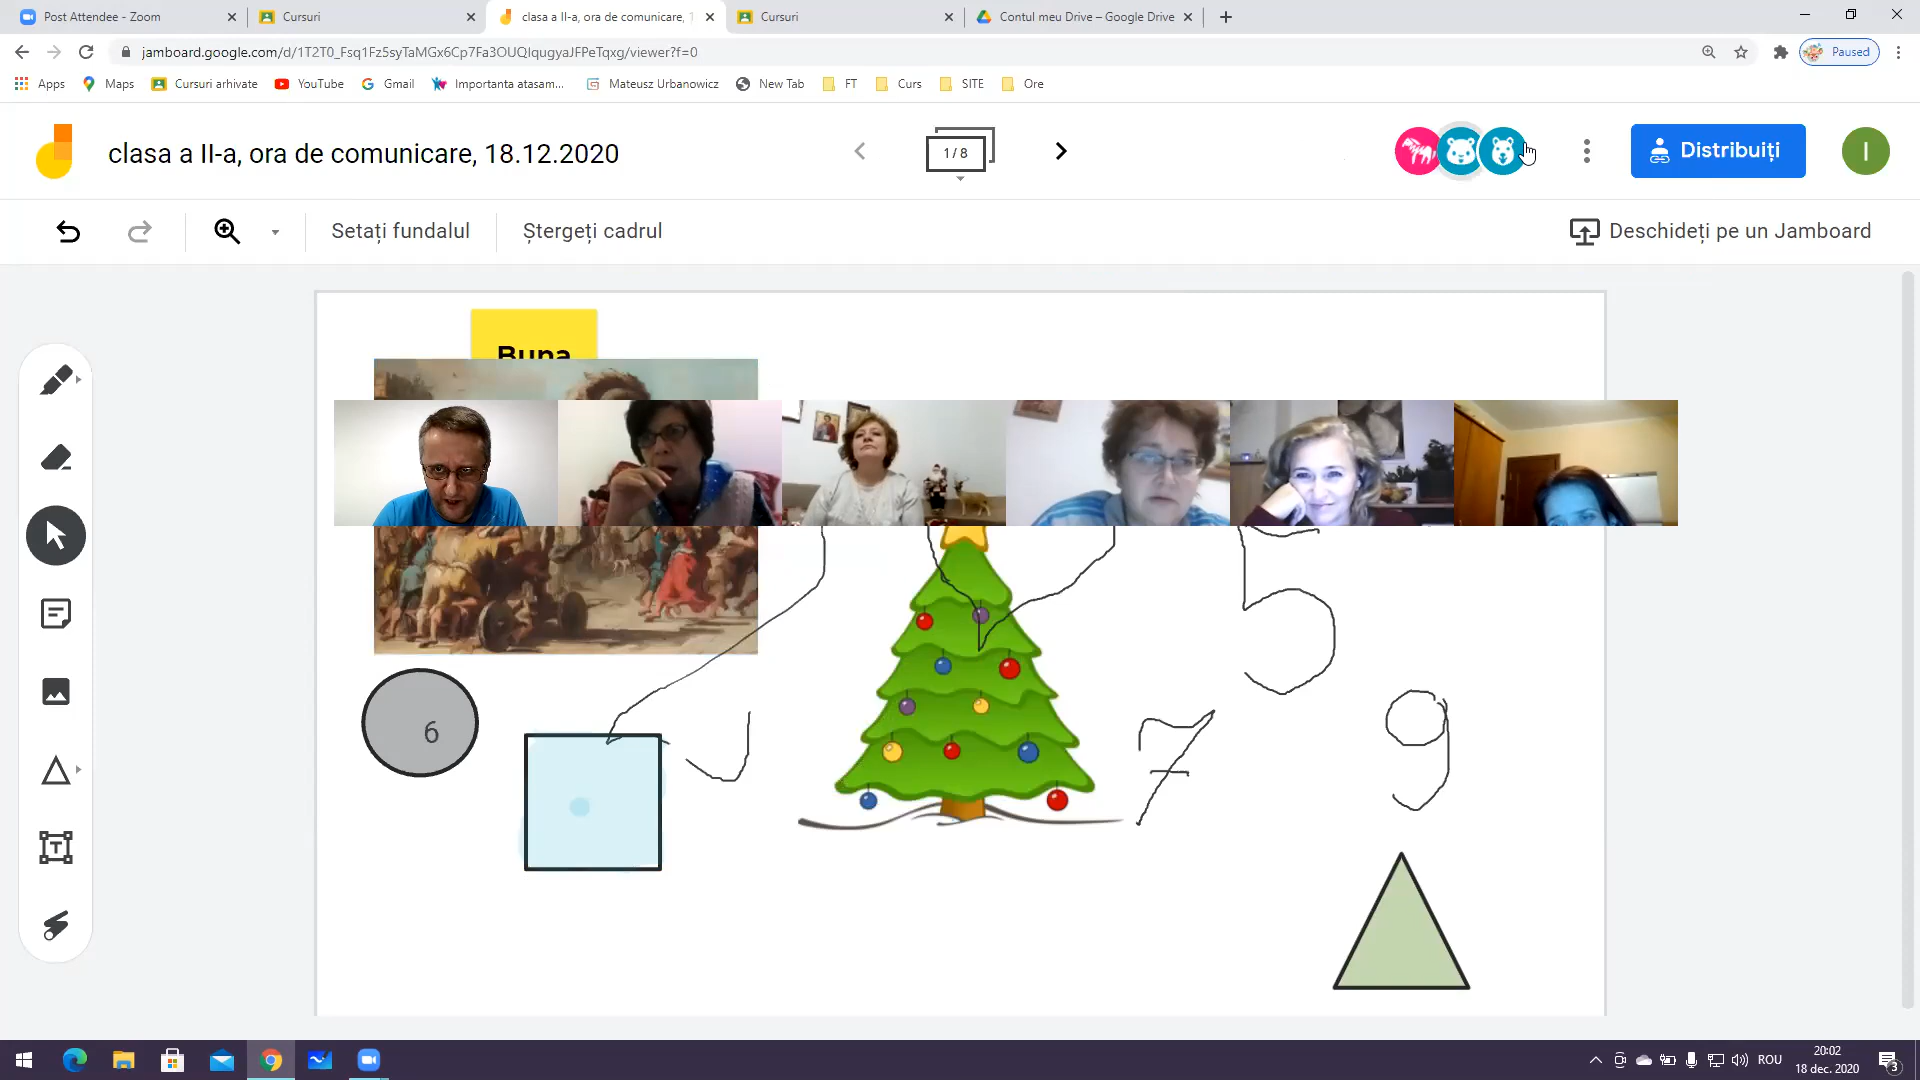 Post Attendee - Zoom
Cursuri
clasa a II-a, ora de comunicare,
Cursuri
Contul meu Drive – Google Drive
jamboard.google.com/d/1T2T0_Fsq1Fz5syTaMGx6Cp7Fa3OUQIqugyaJFPeTqxg/viewer?f=0
Paused
Apps
Maps
Cursuri arhivate
YouTube
Gmail
Importanta atasam...
Mateusz Urbanowicz
New Tab
FT
Curs
SITE
Ore
clasa a II-a, ora de comunicare, 18.12.2020
1 / 8
Distribuiți
I
Setați fundalul
Ștergeți cadrul
Deschideți pe un Jamboard
Buna
5
6
7
9
ROU
20:02
18 dec. 2020
3